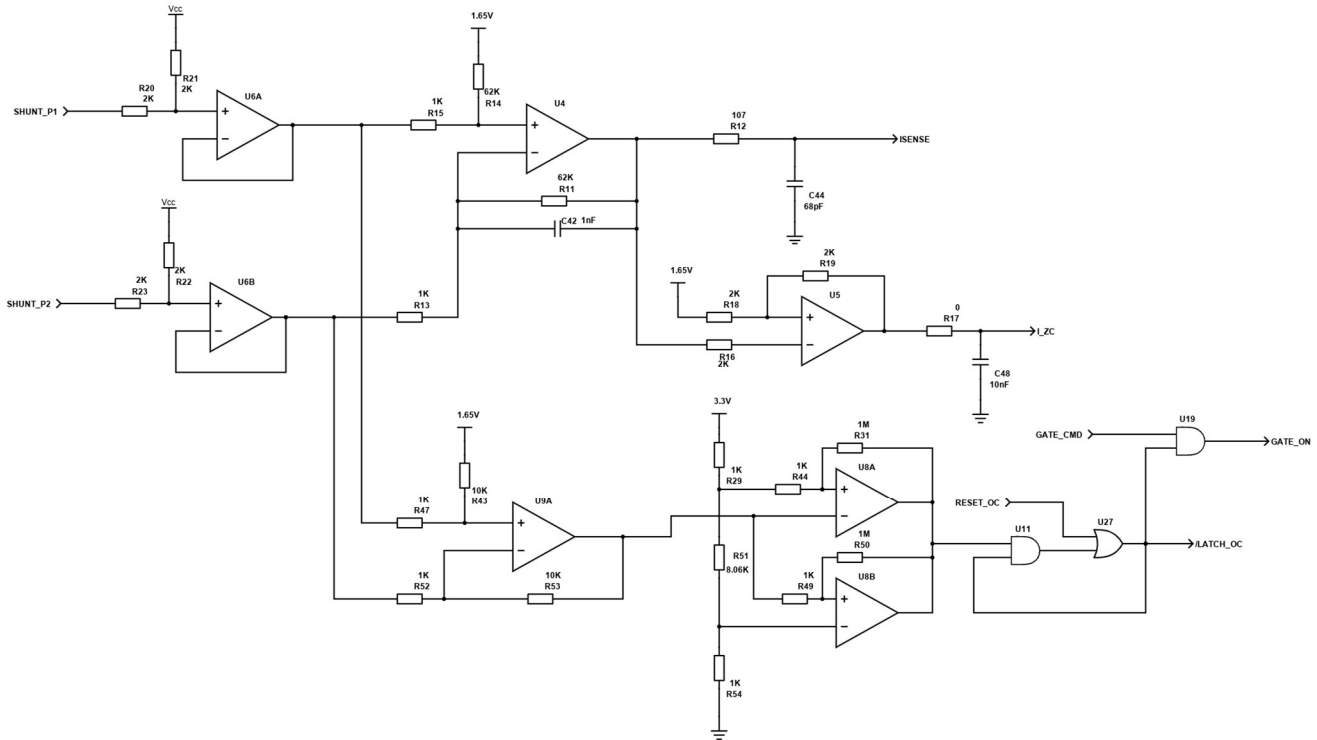 Vcc
1.65V
R21
2K
R20
2K
SHUNT_P1
U6A
62K
R14
1K
R15
U4
107
R12
ISENSE
62K
R11
C42 1nF
C44
68pF
Vcc
2K
R22
2K
R23
SHUNT_P2
U6B
1K
R13
1.65V
2K
R19
2K
R18
U5
R16
2K
0
R17
I_ZC
C48
10nF
1.65V
10K
R43
1K
R47
U9A
1K
R52
10K
R53
3.3V
1K
R29
1K
R44
1M
R31
U8A
R51
8.06K
1M
R50
1K
R49
U8B
1K
R54
GATE_CMD
U19
GATE_ON
RESET_OC
U11
U27
/LATCH_OC